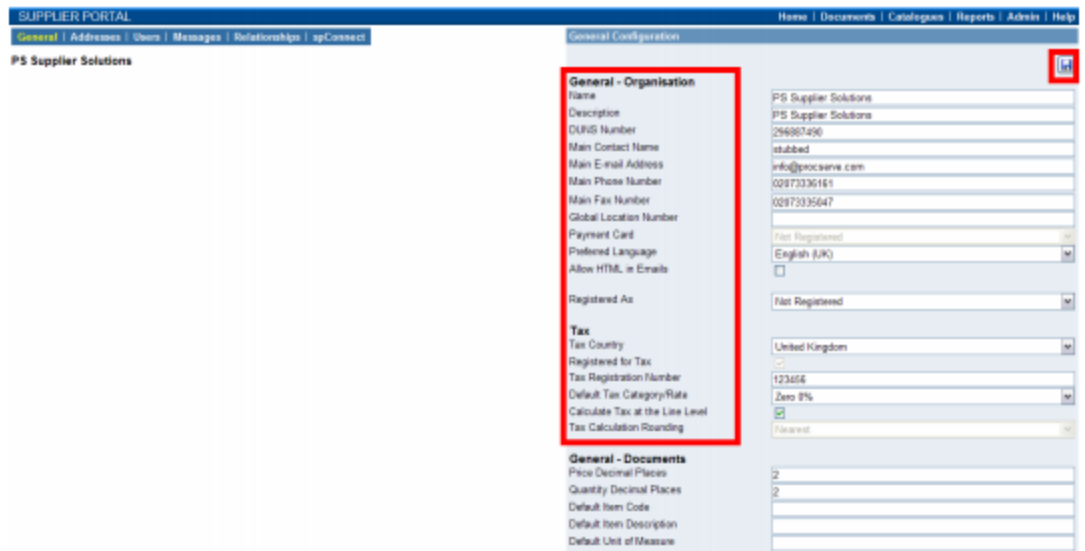 SUPPLIER PORTAL
Home | Documents | Catalogues | Reports | Admin | Help
General | Addresses | Users | Messages | Relationships | spConnect
General Configuration
PS Supplier Solutions
General - Organisation
Name PS Supplier Solutions
Description PS Supplier Solutions
DUNS Number 296887490
Main Contact Name stubbed
Main E-mail Address info@procserve.com
Main Phone Number 02073336161
Main Fax Number 02073335047
Global Location Number
Payment Card Not Registered
Preferred Language English (UK)
Allow HTML in Emails
Registered As Not Registered
Tax
Tax Country United Kingdom
Registered for Tax
Tax Registration Number 123456
Default Tax Category/Rate Zero 0%
Calculate Tax at the Line Level
Tax Calculation Rounding Nearest
General - Documents
Price Decimal Places 2
Quantity Decimal Places 2
Default Item Code
Default Item Description
Default Unit of Measure